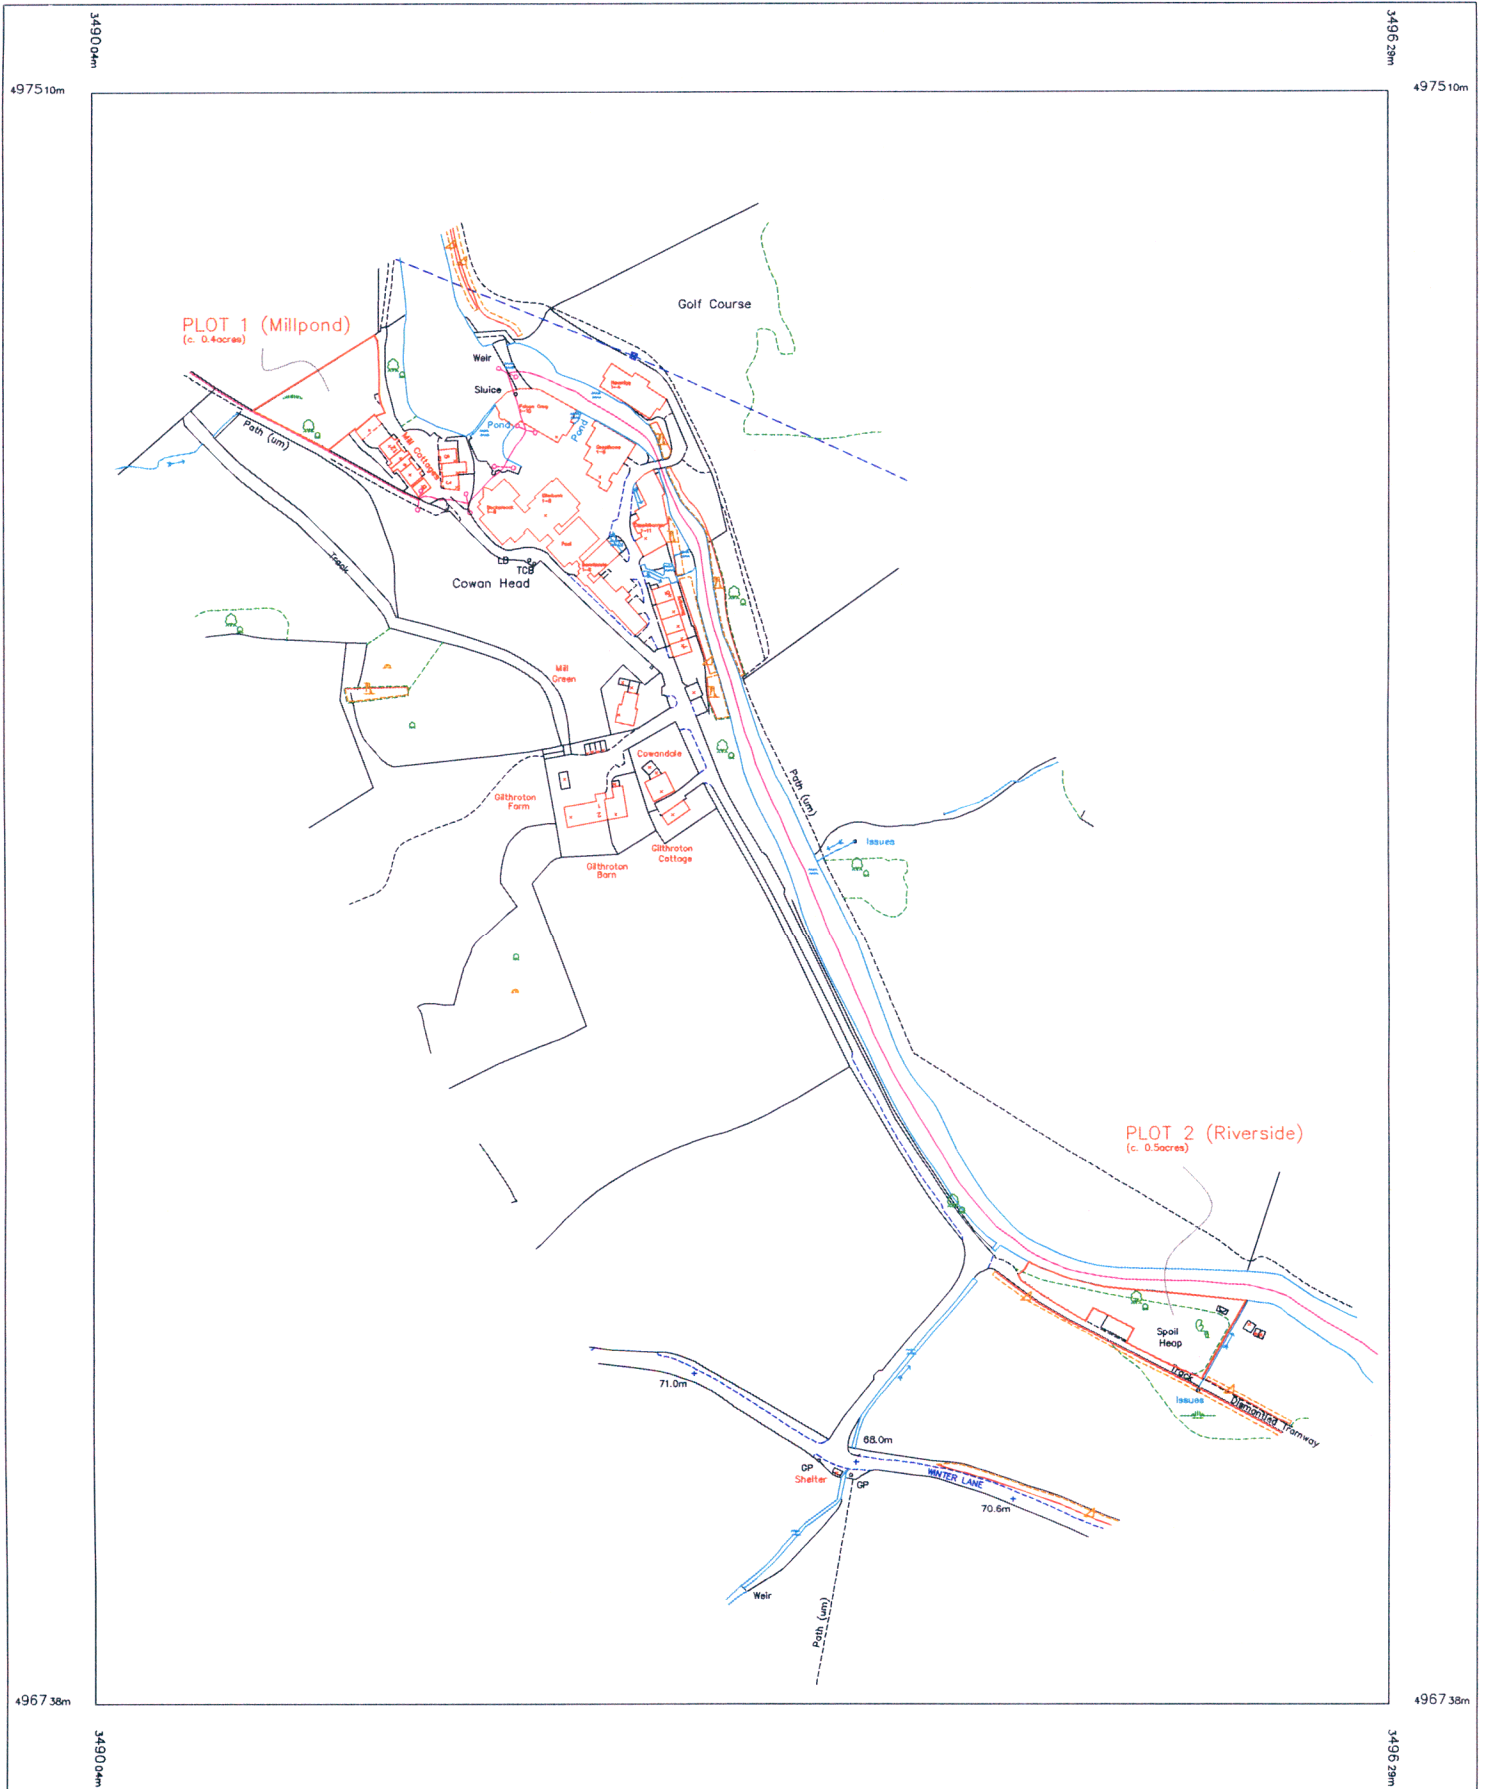 349004m
349629m
497510m
497510m
Golf Course
PLOT 1 (Millpond)
(c. 0.4acres)
Weir
Sluice
Pond
Pond
Path (um)
Mill Cottages
Pool
Track
LB
TCB
Cowan Head
Mill
Green
Cowandale
Gilthroton
Farm
Path (um)
Issues
Gilthroton
Cottage
Gilthroton
Barn
PLOT 2 (Riverside)
(c. 0.5acres)
Spoil
Heap
Track
71.0m
Issues
Dismantled Tramway
68.0m
GP
Shelter
GP
WINTER LANE
70.6m
Weir
Path (um)
496738m
496738m
349004m
349629m